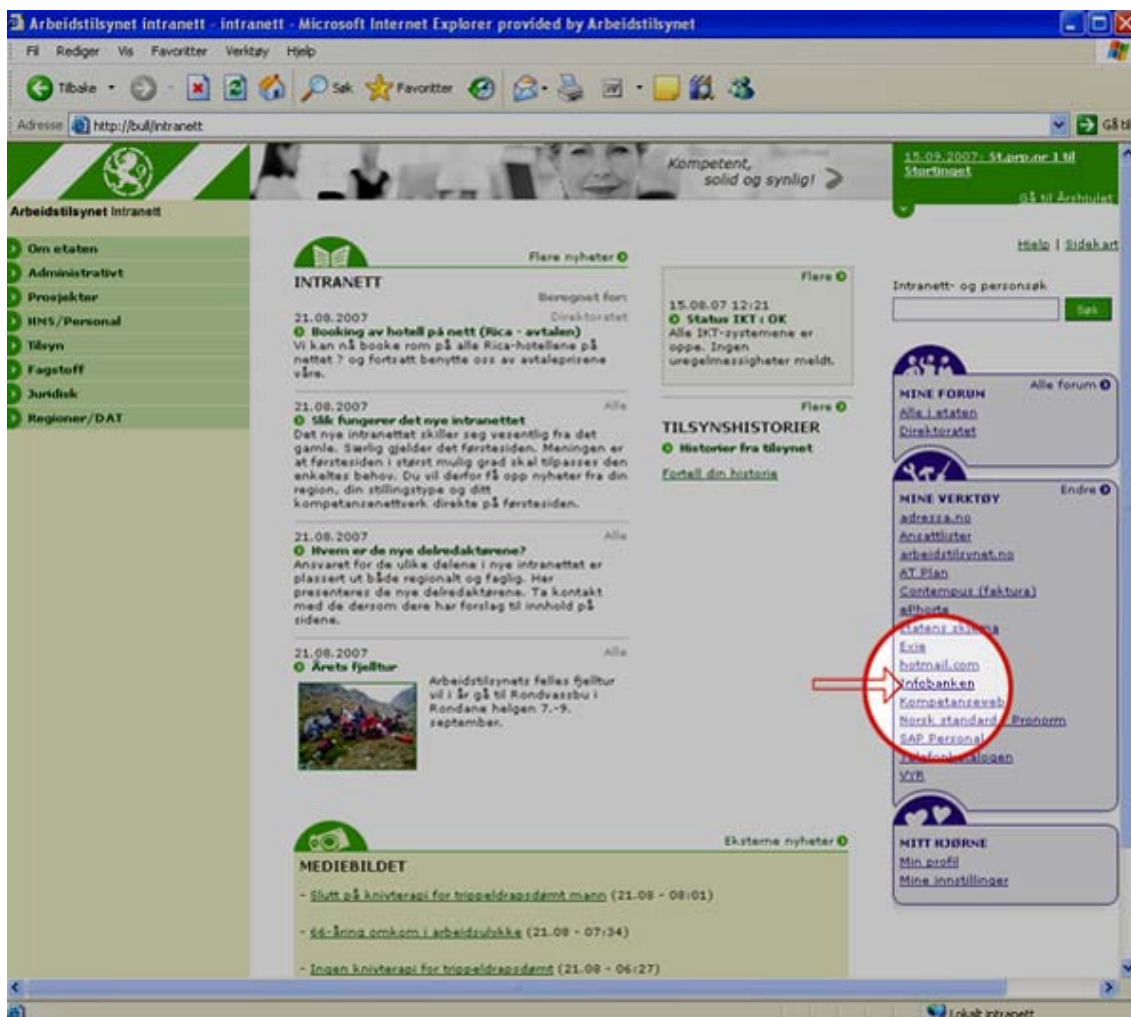 Arbeidstilsynet intranett - intranett - Microsoft Internet Explorer provided by Arbeidstilsynet
Fil Rediger Vis Favoritter Verktøy Hjelp
Tilbake Søk Favoritter
Adresse http://bull/intranett Gå til
Kompetent,
solid og synlig!
15.09.2007: St.prp.nr 1 til
Stortinget
Gå til Arkhivlet
Arbeidstilsynet Intranett
Hjelp | Sidekart
Om etaten
Administrativt
Prosjekter
HMS/Personal
Tilsyn
Fagstoff
Juridisk
Regioner/DAT
Flere nyheter
INTRANETT
Beregnet for:
21.08.2007 Direktoratet
Booking av hotell på nett (Rica - avtalen)
Vi kan nå booke rom på alle Rica-hotellene på
nettet ? og fortsatt benytte oss av avtaleprisene
våre.
21.08.2007 Alle
Slik fungerer det nye intranettet
Det nye intranettet skiller seg vesentlig fra det
gamle. Særlig gjelder det førstesiden. Meningen er
at førstesiden i størst mulig grad skal tilpasses den
enkeltes behov. Du vil derfor få opp nyheter fra din
region, din stillingstype og ditt
kompetansenettverk direkte på førstesiden.
21.08.2007 Alle
Hvem er de nye delredaktørene?
Ansvaret for de ulike delene i nye intranettet er
plassert ut både regionalt og faglig. Her
presenteres de nye delredaktørene. Ta kontakt
med de dersom dere har forslag til innhold på
sidene.
21.08.2007 Alle
Årets fjelltur
Arbeidstilsynets felles fjelltur
vil i år gå til Rondvassbu i
Rondane helgen 7.-9.
september.
Flere
15.08.07 12:21
Status IKT: OK
Alle IKT-systemene er
oppe. Ingen
uregelmessigheter meldt.
Flere
TILSYNSHISTORIER
Historier fra tilsynet
Fortell din historie
Intranett- og personsøk
Søk
Alle forum
MINE FORUM
Alle i etaten
Direktoratet
Endre
MINE VERKTØY
adressa.no
Ansattlister
arbeidstilsynet.no
AT Plan
Contempus (faktura)
ePhorte
Statens skjema
Exie
hotmail.com
Infobanken
Kompetanseweb
Norsk standard - Pronorm
SAP Personal
Telefonkatalogen
VYR
MITT HJØRNE
Min profil
Mine innstillinger
Eksterne nyheter
MEDIEBILDET
- Slutt på knivterapi for trippeldrapsdømt mann (21.08 - 08:01)
- 66-åring omkom i arbeidsulykke (21.08 - 07:34)
- Ingen knivterapi for trippeldrapsdømt (21.08 - 06:27)
Lokalt intranett